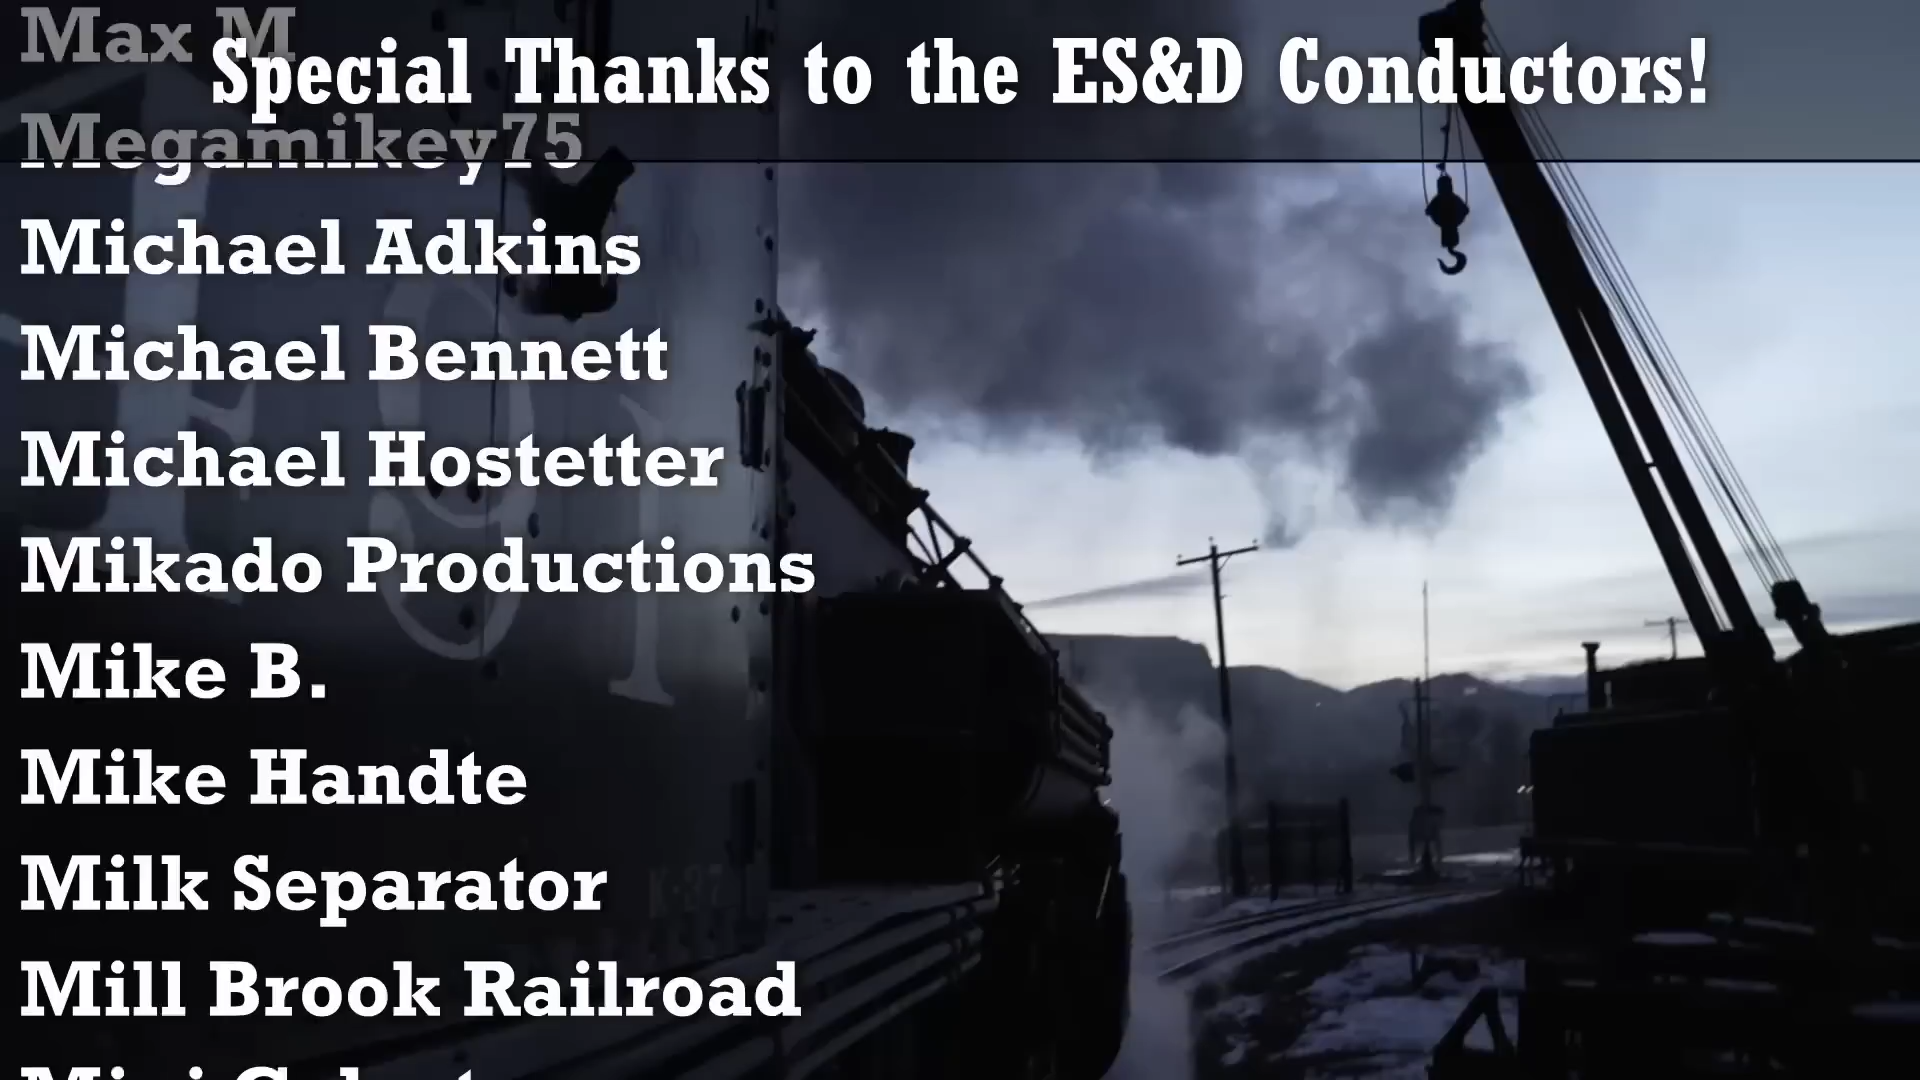 Special Thanks to the ES&D Conductors!
Max M
Megamikey75
Michael Adkins
Michael Bennett
Michael Hostetter
Mikado Productions
Mike B.
Mike Handte
Milk Separator
K-37
Mill Brook Railroad